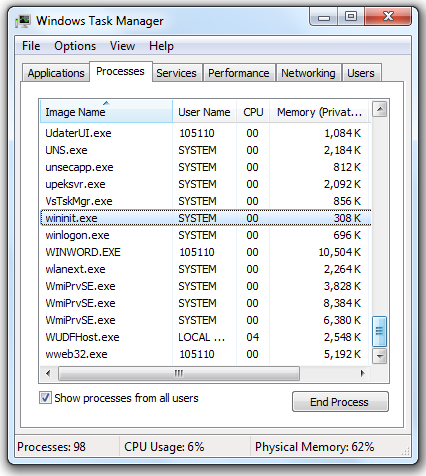 Windows Task Manager
File Options View Help
Applications Processes Services Performance Networking Users
Image Name User Name CPU Memory (Privat...
UdaterUI.exe 105110 00 1,084 K
UNS.exe SYSTEM 00 2,184 K
unsecapp.exe SYSTEM 00 812 K
upeksvr.exe SYSTEM 00 2,092 K
VsTskMgr.exe SYSTEM 00 856 K
wininit.exe SYSTEM 00 308 K
winlogon.exe SYSTEM 00 696 K
WINWORD.EXE 105110 00 10,504 K
wlanext.exe SYSTEM 00 2,264 K
WmiPrvSE.exe SYSTEM 00 3,828 K
WmiPrvSE.exe SYSTEM 00 8,384 K
WmiPrvSE.exe SYSTEM 00 6,380 K
WUDFHost.exe LOCAL ... 04 2,548 K
wweb32.exe 105110 00 5,192 K
Show processes from all users End Process
Processes: 98 CPU Usage: 6% Physical Memory: 62%